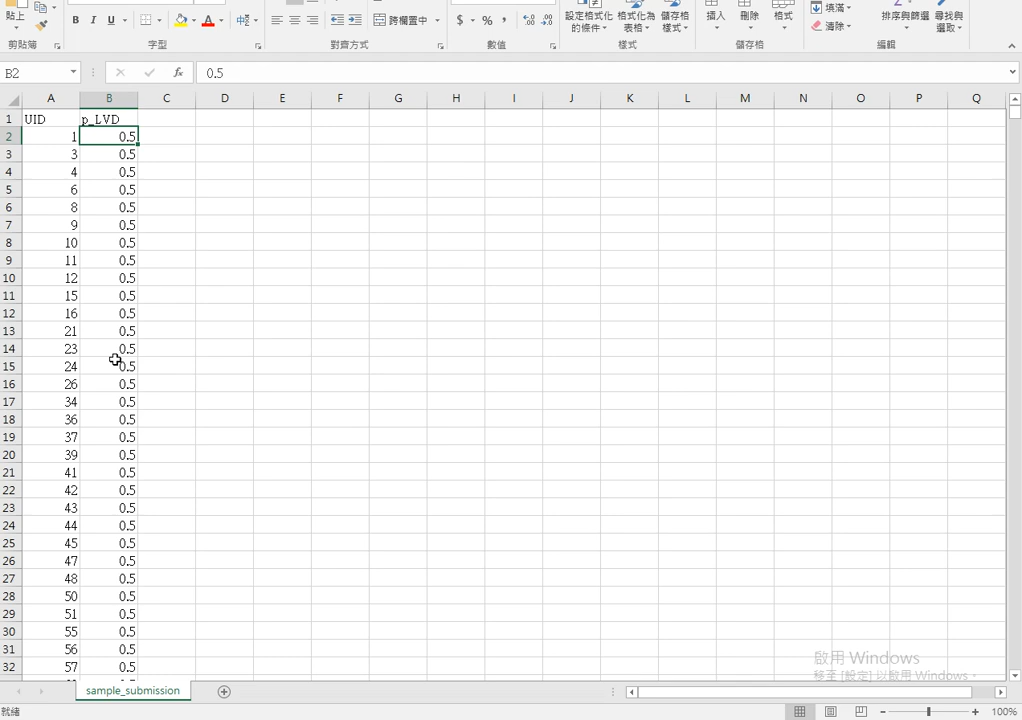 貼上
剪貼簿
B I U
A
中
字型
跨欄置中
對齊方式
$ % ,
數值
設定格式化的條件
格式化為表格
儲存格樣式
樣式
插入
刪除
格式
儲存格
填滿
清除
排序與篩選
尋找與選取
編輯
B2
fx
0.5
A B C D E F G H I J K L M N O P Q
1 UID p_LVD
2 1 0.5
3 3 0.5
4 4 0.5
5 6 0.5
6 8 0.5
7 9 0.5
8 10 0.5
9 11 0.5
10 12 0.5
11 15 0.5
12 16 0.5
13 21 0.5
14 23 0.5
15 24 0.5
16 26 0.5
17 34 0.5
18 36 0.5
19 37 0.5
20 39 0.5
21 41 0.5
22 42 0.5
23 43 0.5
24 44 0.5
25 45 0.5
26 47 0.5
27 48 0.5
28 50 0.5
29 51 0.5
30 55 0.5
31 56 0.5
32 57 0.5
啟用 Windows
移至 [設定] 以啟用 Windows。
sample_submission
就緒
100%